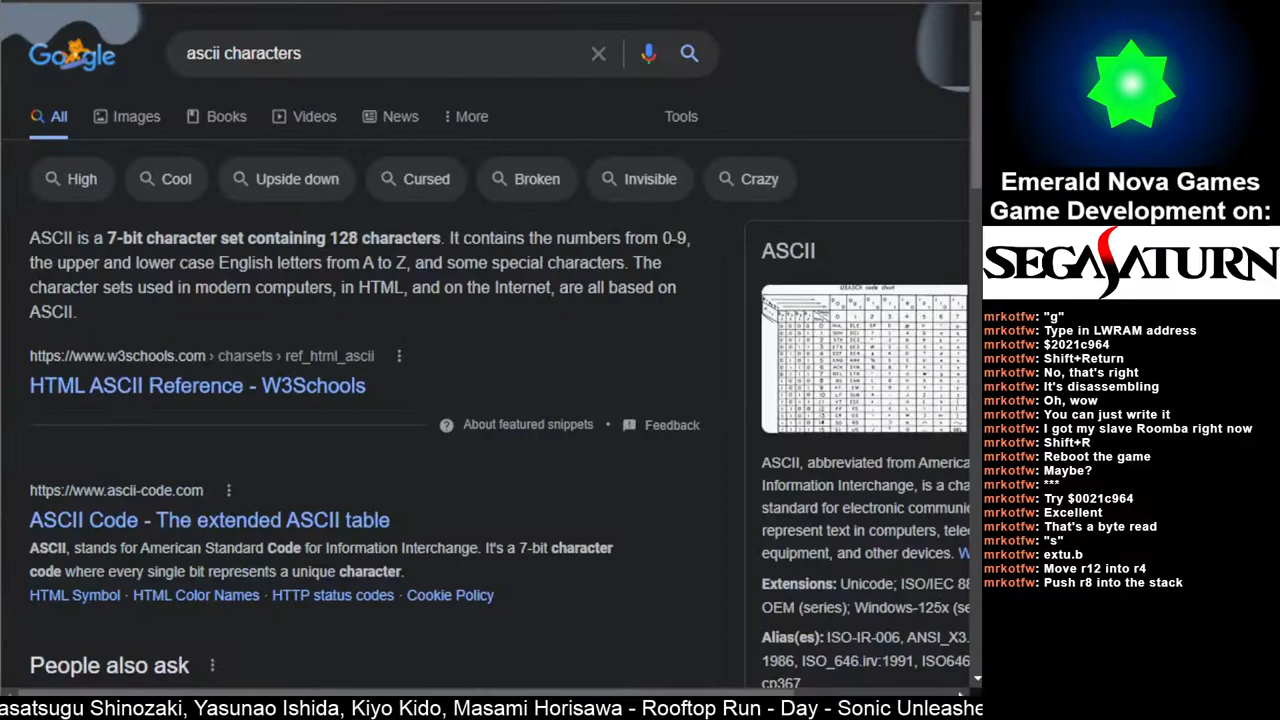 Google
ascii characters
All
Images
Books
Videos
News
More
Tools
High
Cool
Upside down
Cursed
Broken
Invisible
Crazy
ASCII is a 7-bit character set containing 128 characters. It contains the numbers from 0-9,
the upper and lower case English letters from A to Z, and some special characters. The
character sets used in modern computers, in HTML, and on the Internet, are all based on
ASCII.
https://www.w3schools.com › charsets › ref_html_ascii
HTML ASCII Reference - W3Schools
About featured snippets • Feedback
https://www.ascii-code.com
ASCII Code - The extended ASCII table
ASCII, stands for American Standard Code for Information Interchange. It's a 7-bit character
code where every single bit represents a unique character.
HTML Symbol · HTML Color Names · HTTP status codes · Cookie Policy
People also ask
ASCII
USASCII code chart
ASCII, abbreviated from America
Information Interchange, is a cha
standard for electronic communic
represent text in computers, tele
equipment, and other devices. W
Extensions: Unicode; ISO/IEC 88
OEM (series); Windows-125x (se
Alias(es): ISO-IR-006, ANSI_X3.
1986, ISO_646.irv:1991, ISO646
cp367
Emerald Nova Games
Game Development on:
SEGA SATURN
mrkotfw: "g"
mrkotfw: Type in LWRAM address
mrkotfw: $2021c964
mrkotfw: Shift+Return
mrkotfw: No, that's right
mrkotfw: It's disassembling
mrkotfw: Oh, wow
mrkotfw: You can just write it
mrkotfw: I got my slave Roomba right now
mrkotfw: Shift+R
mrkotfw: Reboot the game
mrkotfw: Maybe?
mrkotfw: ***
mrkotfw: Try $0021c964
mrkotfw: Excellent
mrkotfw: That's a byte read
mrkotfw: "s"
mrkotfw: extu.b
mrkotfw: Move r12 into r4
mrkotfw: Push r8 into the stack
asatsugu Shinozaki, Yasunao Ishida, Kiyo Kido, Masami Horisawa - Rooftop Run - Day - Sonic Unleashe